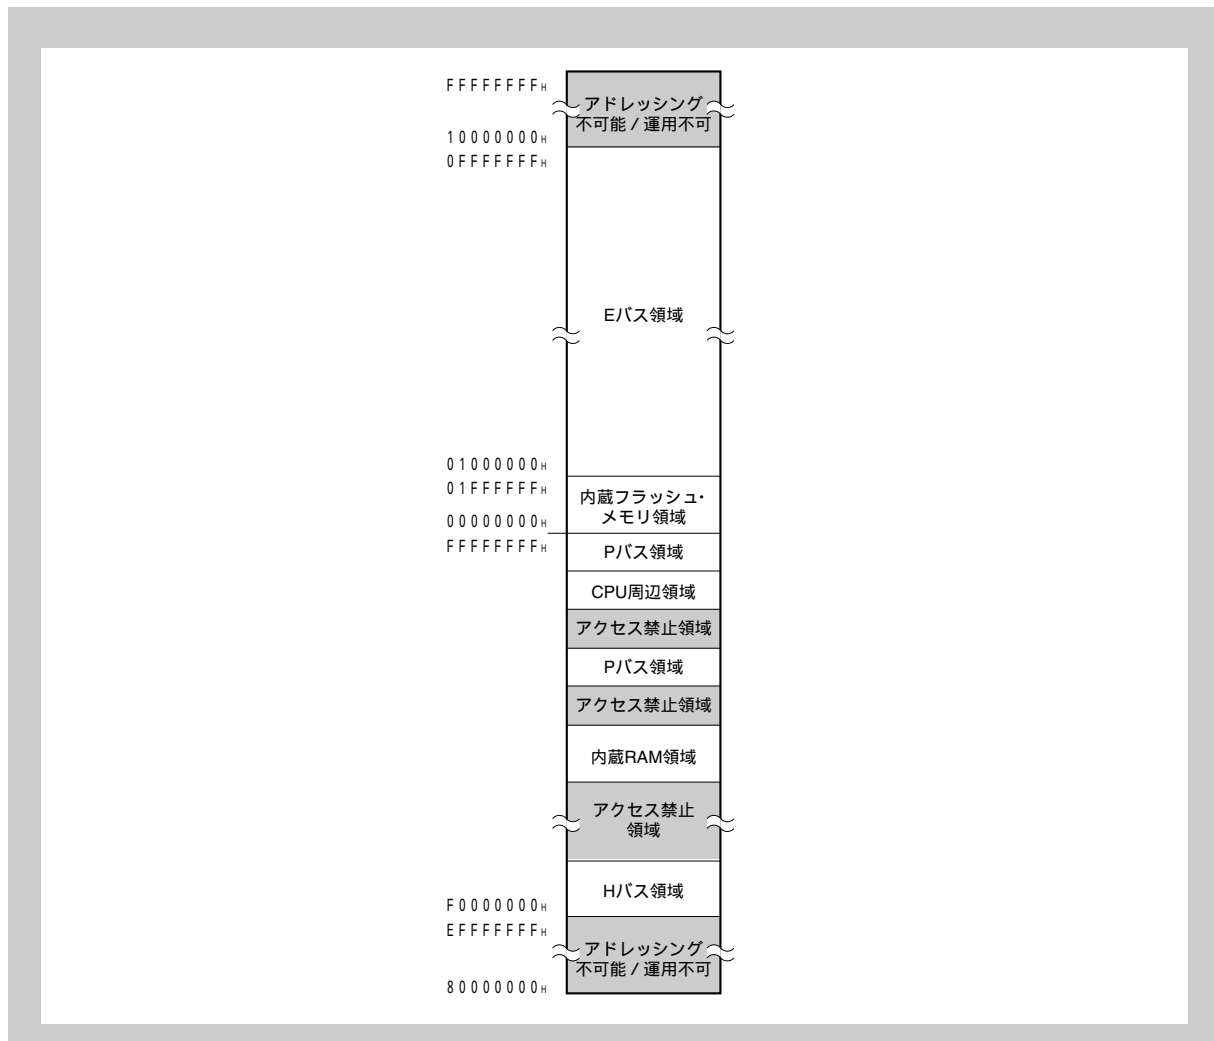 FFFFFFFFH
アドレッシング
不可能 / 運用不可
10000000H
0FFFFFFFH
Eバス領域
01000000H
01FFFFFFH
内蔵フラッシュ・
メモリ領域
00000000H
FFFFFFFFH
Pバス領域
CPU周辺領域
アクセス禁止領域
Pバス領域
アクセス禁止領域
内蔵RAM領域
アクセス禁止
領域
Hバス領域
F0000000H
EFFFFFFFH
アドレッシング
不可能 / 運用不可
80000000H